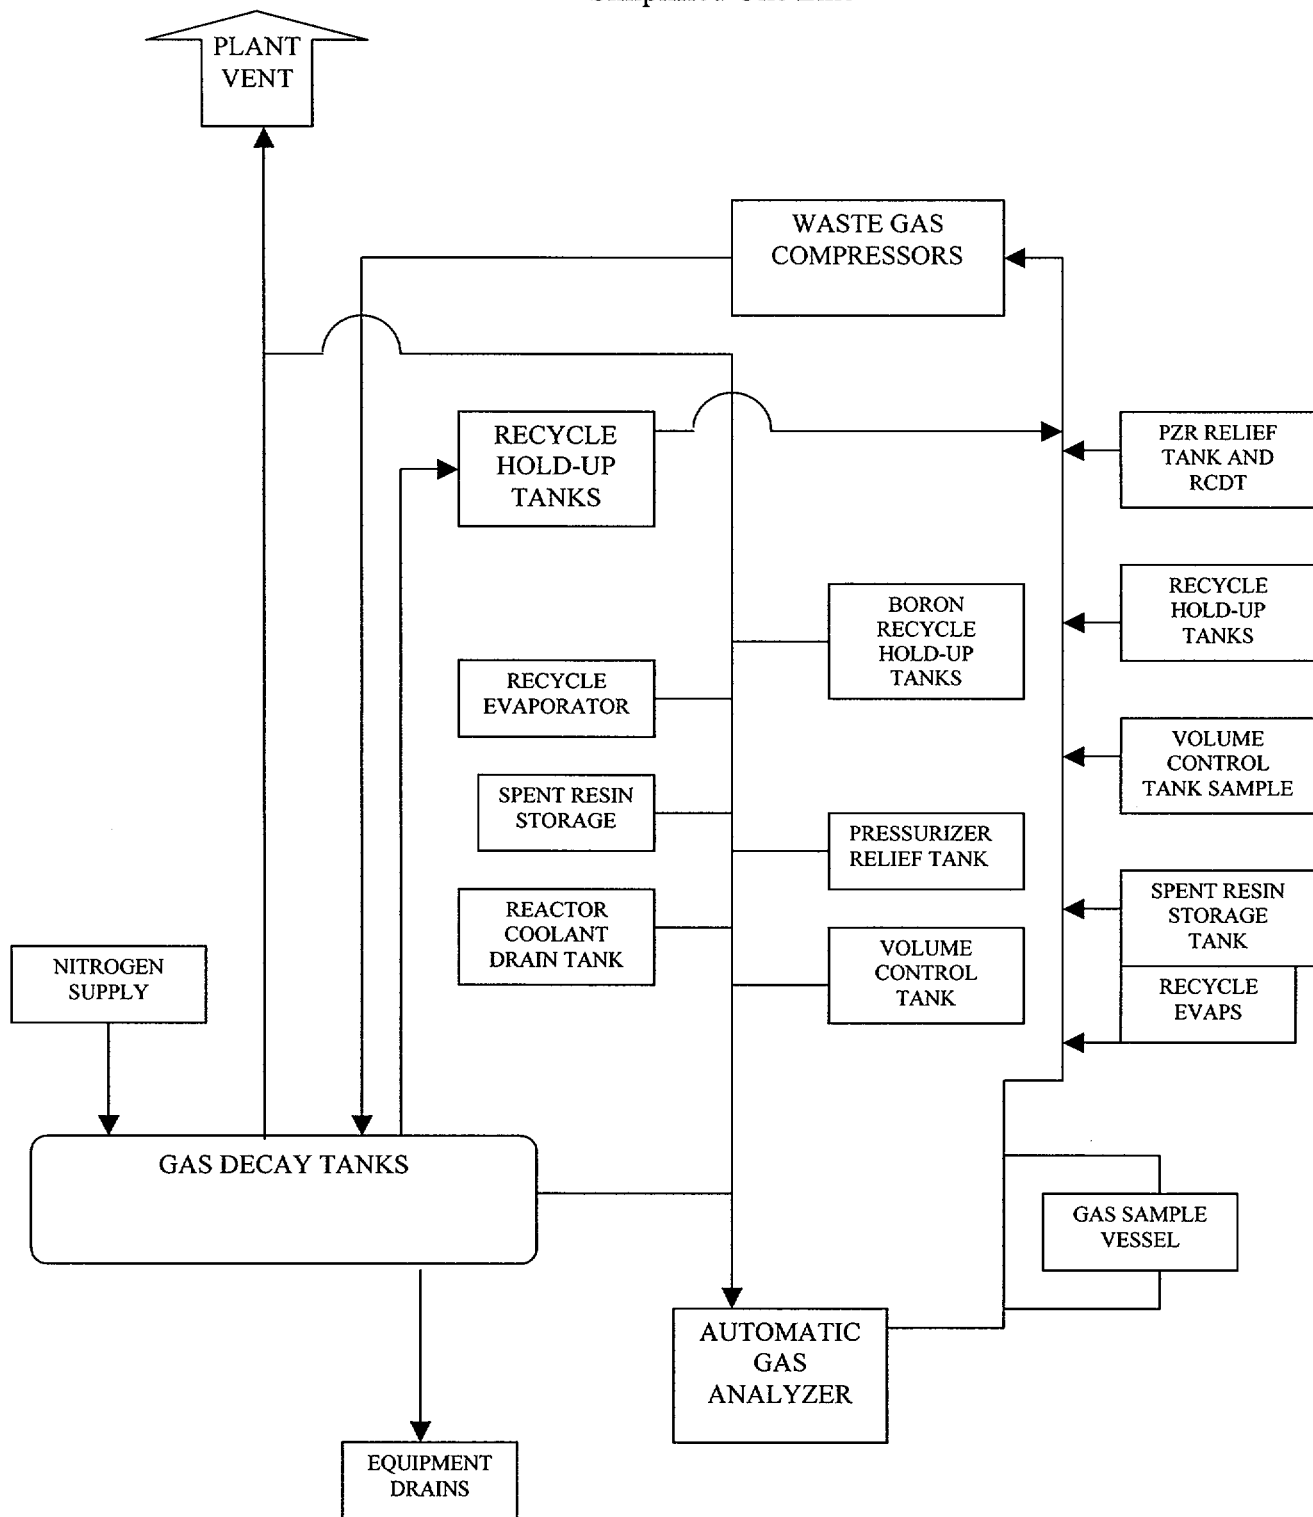 PLANT
VENT
WASTE GAS
COMPRESSORS
RECYCLE
HOLD-UP
TANKS
PZR RELIEF
TANK AND
RCDT
BORON
RECYCLE
HOLD-UP
TANKS
RECYCLE
HOLD-UP
TANKS
RECYCLE
EVAPORATOR
VOLUME
CONTROL
TANK SAMPLE
SPENT RESIN
STORAGE
PRESSURIZER
RELIEF TANK
REACTOR
COOLANT
DRAIN TANK
SPENT RESIN
STORAGE
TANK
VOLUME
CONTROL
TANK
NITROGEN
SUPPLY
RECYCLE
EVAPS
GAS DECAY TANKS
GAS SAMPLE
VESSEL
AUTOMATIC
GAS
ANALYZER
EQUIPMENT
DRAINS